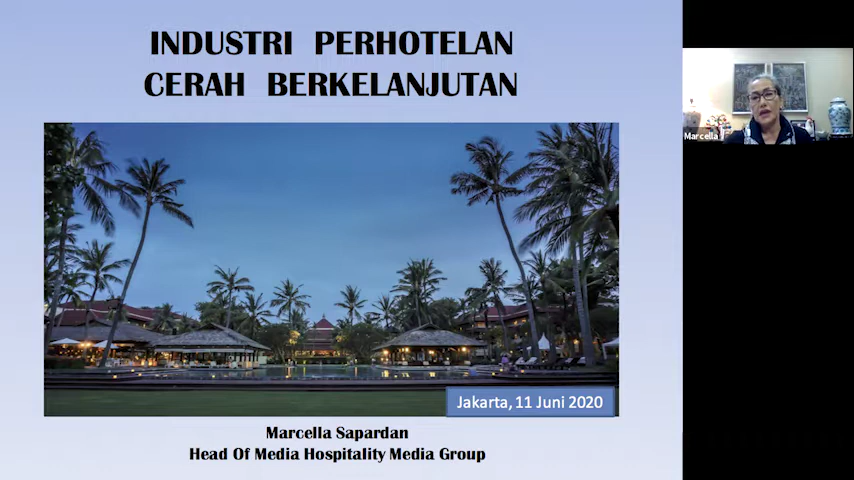 INDUSTRI PERHOTELAN
CERAH BERKELANJUTAN
Marcella
Jakarta, 11 Juni 2020
Marcella Sapardan
Head Of Media Hospitality Media Group